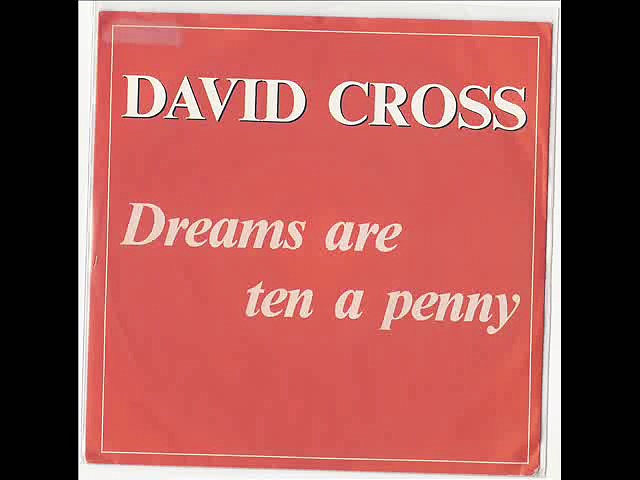 DAVID CROSS
Dreams are
ten a penny